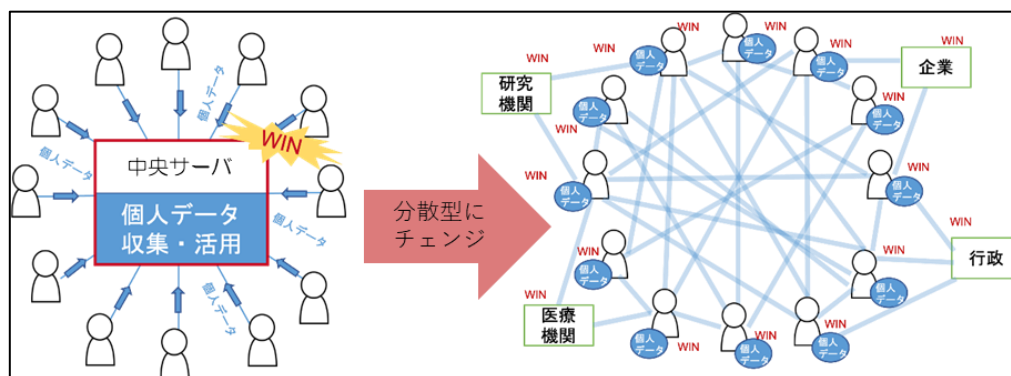 個人データ
個人データ
WIN
中央サーバ
個人データ
収集・活用
個人データ
個人データ
分散型に
チェンジ
WIN
WIN
WIN
WIN
WIN
WIN
研究
機関
企業
個人
データ
個人
データ
個人
データ
個人
データ
個人
データ
WIN
WIN
WIN
個人
データ
個人
データ
WIN
行政
WIN
WIN
個人
データ
個人
データ
WIN
医療
機関
WIN
WIN
WIN
個人
データ
個人
データ
個人
データ